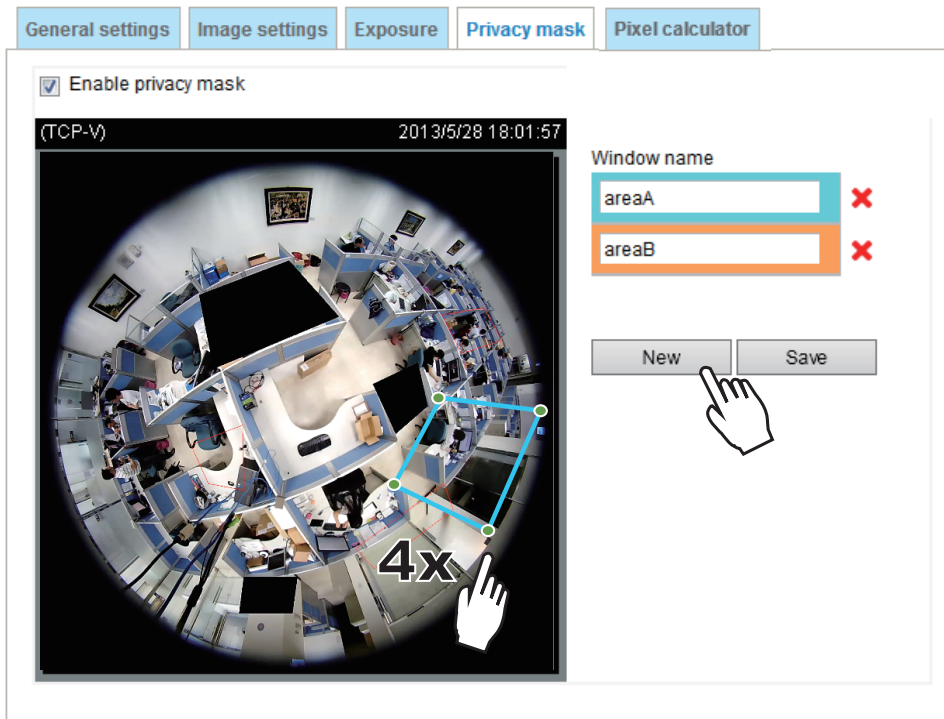 General settings Image settings Exposure Privacy mask Pixel calculator
Enable privacy mask
(TCP-V) 2013/5/28 18:01:57
Window name
areaA
areaB
New Save
4x